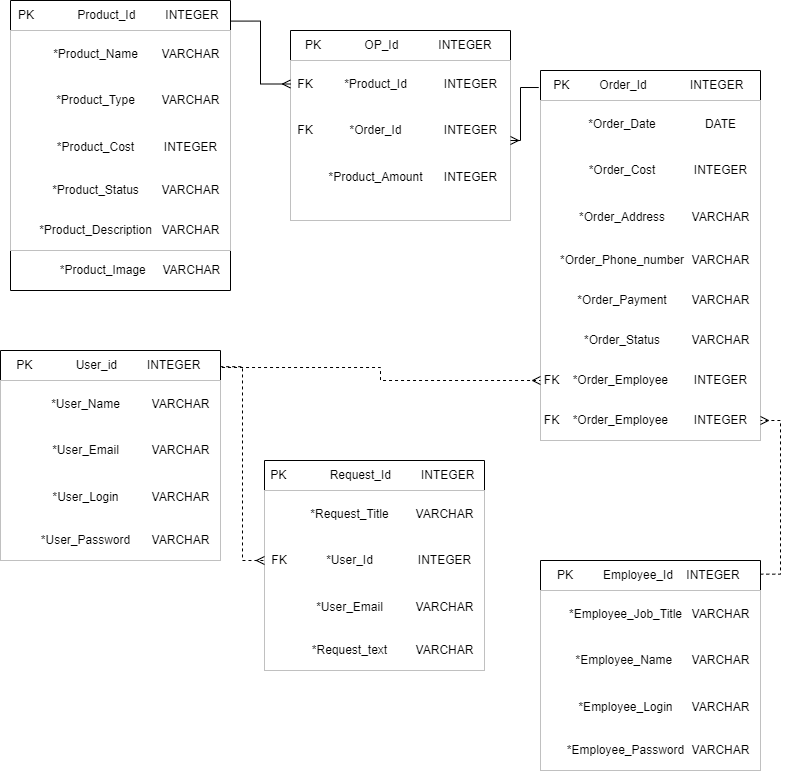 PK Product_Id INTEGER
*Product_Name VARCHAR
*Product_Type VARCHAR
*Product_Cost INTEGER
*Product_Status VARCHAR
*Product_Description VARCHAR
*Product_Image VARCHAR
PK OP_Id INTEGER
FK *Product_Id INTEGER
FK *Order_Id INTEGER
*Product_Amount INTEGER
PK Order_Id INTEGER
*Order_Date DATE
*Order_Cost INTEGER
*Order_Address VARCHAR
*Order_Phone_number VARCHAR
*Order_Payment VARCHAR
*Order_Status VARCHAR
FK *Order_Employee INTEGER
FK *Order_Employee INTEGER
PK User_id INTEGER
*User_Name VARCHAR
*User_Email VARCHAR
*User_Login VARCHAR
*User_Password VARCHAR
PK Request_Id INTEGER
*Request_Title VARCHAR
FK *User_Id INTEGER
*User_Email VARCHAR
*Request_text VARCHAR
PK Employee_Id INTEGER
*Employee_Job_Title VARCHAR
*Employee_Name VARCHAR
*Employee_Login VARCHAR
*Employee_Password VARCHAR